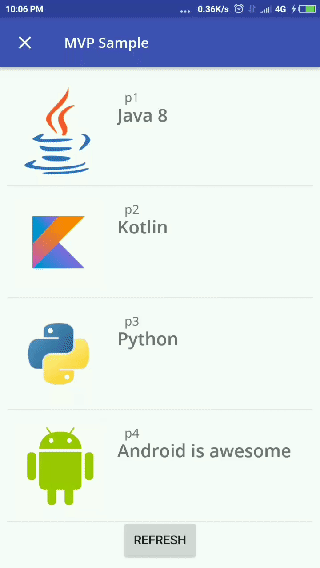 10:06 PM ... 0.36K/s 4G
MVP Sample
p1
Java 8
p2
Kotlin
p3
Python
p4
Android is awesome
REFRESH